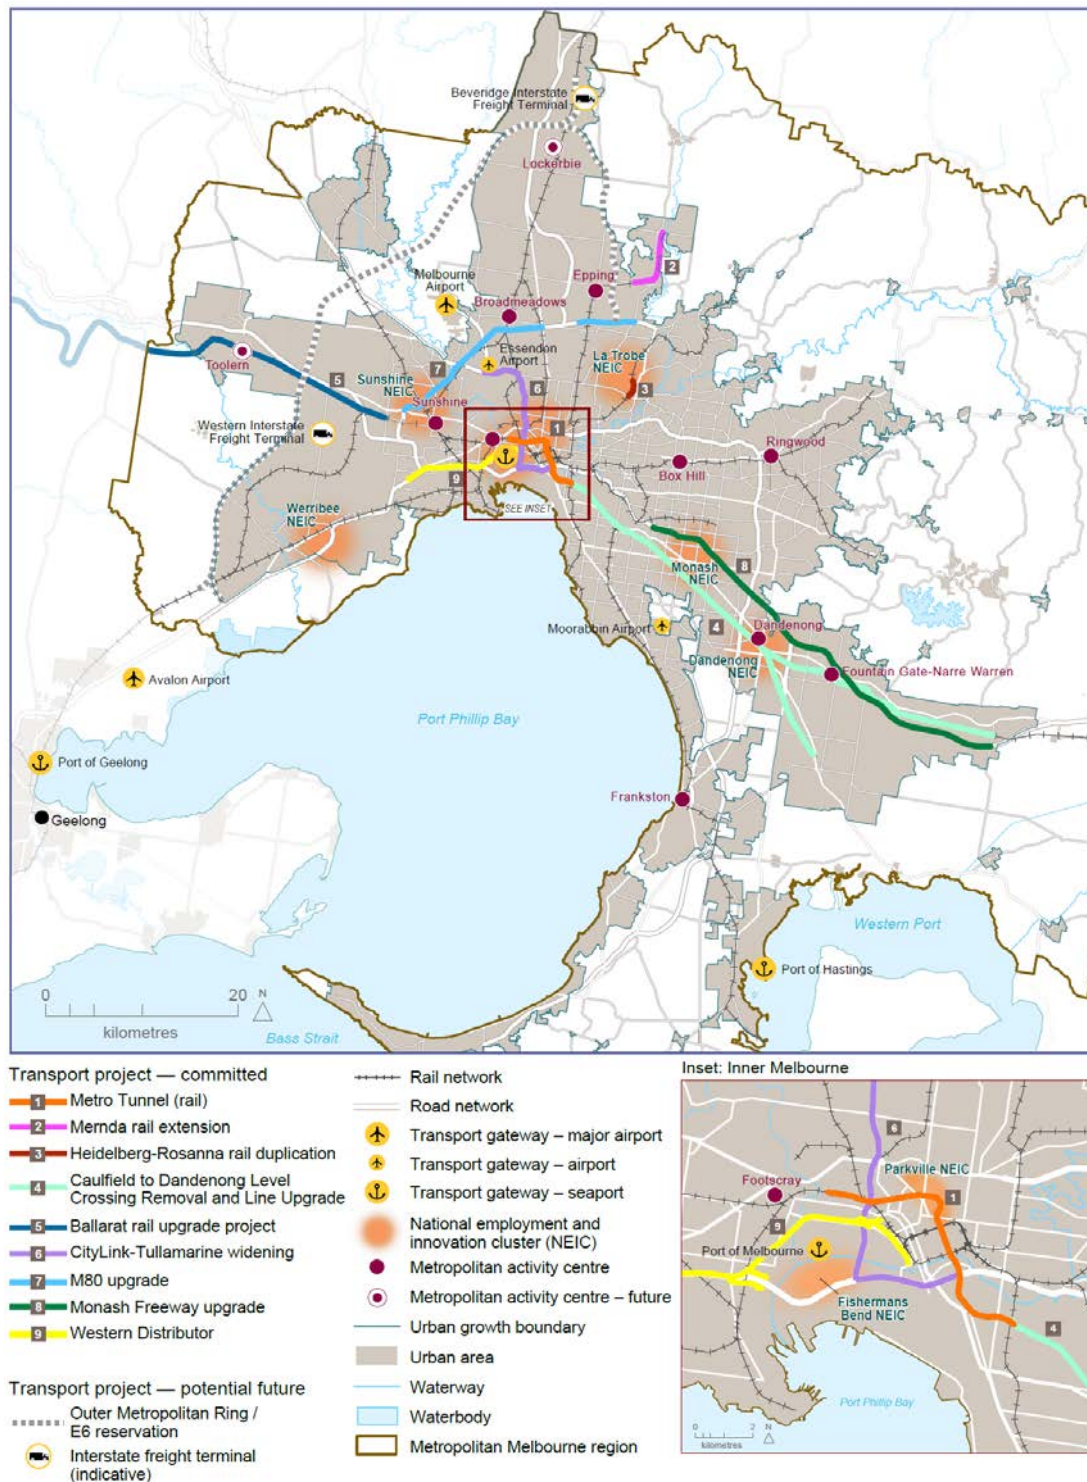 Beveridge Interstate
Freight Terminal
Lockerbie
Melbourne
Airport
Epping
2
Broadmeadows
Essendon
Airport
La Trobe
NEIC
3
Toolern
7
5
Sunshine
NEIC
Sunshine
6
1
Western Interstate
Freight Terminal
Ringwood
Box Hill
9
SEE INSET
Werribee
NEIC
Monash
NEIC
8
Moorabbin Airport
4
Dandenong
Dandenong
NEIC
Fountain Gate-Narre Warren
Avalon Airport
Port Phillip Bay
Port of Geelong
Geelong
Frankston
Western Port
Port of Hastings
0 20 N
kilometres
Bass Strait
Transport project — committed
1 Metro Tunnel (rail)
2 Mernda rail extension
3 Heidelberg-Rosanna rail duplication
4 Caulfield to Dandenong Level
Crossing Removal and Line Upgrade
5 Ballarat rail upgrade project
6 CityLink-Tullamarine widening
7 M80 upgrade
8 Monash Freeway upgrade
9 Western Distributor
Transport project — potential future
Outer Metropolitan Ring /
E6 reservation
Interstate freight terminal
(indicative)
Rail network
Road network
Transport gateway – major airport
Transport gateway – airport
Transport gateway – seaport
National employment and
innovation cluster (NEIC)
Metropolitan activity centre
Metropolitan activity centre – future
Urban growth boundary
Urban area
Waterway
Waterbody
Metropolitan Melbourne region
Inset: Inner Melbourne
6
Parkville NEIC
Footscray
1
9
Port of Melbourne
Fishermans
Bend NEIC
4
Port Phillip Bay
0 2 N
kilometres